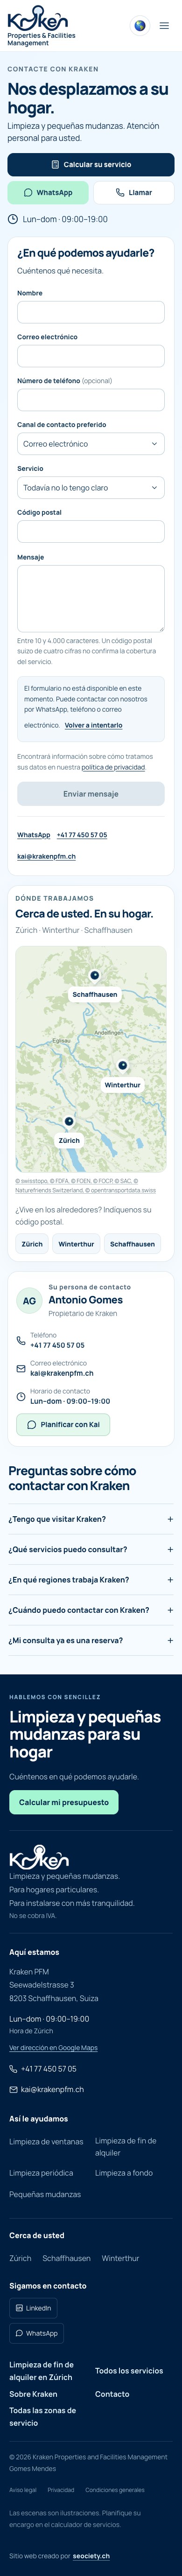 Kraken
Properties & Facilities
Management
CONTACTE CON KRAKEN
Nos desplazamos a su
hogar.
Limpieza y pequeñas mudanzas. Atención
personal para usted.
Calcular su servicio
WhatsApp
Llamar
Lun–dom · 09:00–19:00
¿En qué podemos ayudarle?
Cuéntenos qué necesita.
Nombre
Correo electrónico
Número de teléfono (opcional)
Canal de contacto preferido
Correo electrónico
Servicio
Todavía no lo tengo claro
Código postal
Mensaje
Entre 10 y 4.000 caracteres. Un código postal
suizo de cuatro cifras no confirma la cobertura
del servicio.
El formulario no está disponible en este
momento. Puede contactar con nosotros
por WhatsApp, teléfono o correo
electrónico. Volver a intentarlo
Encontrará información sobre cómo tratamos
sus datos en nuestra política de privacidad.
Enviar mensaje
WhatsApp +41 77 450 57 05
kai@krakenpfm.ch
DÓNDE TRABAJAMOS
Cerca de usted. En su hogar.
Zürich · Winterthur · Schaffhausen
Schaffhausen
Andelfingen
Eglisau
Winterthur
Zürich
© swisstopo, © FDFA, © FOEN, © FOCP, © SAC, ©
Naturefriends Switzerland, © opentransportdata.swiss
¿Vive en los alrededores? Indíquenos su
código postal.
Zürich
Winterthur
Schaffhausen
AG
Su persona de contacto
Antonio Gomes
Propietario de Kraken
Teléfono
+41 77 450 57 05
Correo electrónico
kai@krakenpfm.ch
Horario de contacto
Lun–dom · 09:00–19:00
Planificar con Kai
Preguntas sobre cómo
contactar con Kraken
¿Tengo que visitar Kraken? +
¿Qué servicios puedo consultar? +
¿En qué regiones trabaja Kraken? +
¿Cuándo puedo contactar con Kraken? +
¿Mi consulta ya es una reserva? +
HABLEMOS CON SENCILLEZ
Limpieza y pequeñas
mudanzas para su
hogar
Cuéntenos en qué podemos ayudarle.
Calcular mi presupuesto
Kraken
Limpieza y pequeñas mudanzas.
Para hogares particulares.
Para instalarse con más tranquilidad.
No se cobra IVA.
Aquí estamos
Kraken PFM
Seewadelstrasse 3
8203 Schaffhausen, Suiza
Lun–dom · 09:00–19:00
Hora de Zúrich
Ver dirección en Google Maps
+41 77 450 57 05
kai@krakenpfm.ch
Así le ayudamos
Limpieza de ventanas
Limpieza de fin de
alquiler
Limpieza periódica
Limpieza a fondo
Pequeñas mudanzas
Cerca de usted
Zürich Schaffhausen Winterthur
Sigamos en contacto
LinkedIn
WhatsApp
Limpieza de fin de
alquiler en Zúrich
Todos los servicios
Sobre Kraken
Contacto
Todas las zonas de
servicio
© 2026 Kraken Properties and Facilities Management
Gomes Mendes
Aviso legal Privacidad Condiciones generales
Las escenas son ilustraciones. Planifique su
encargo en el calculador de servicios.
Sitio web creado por seociety.ch